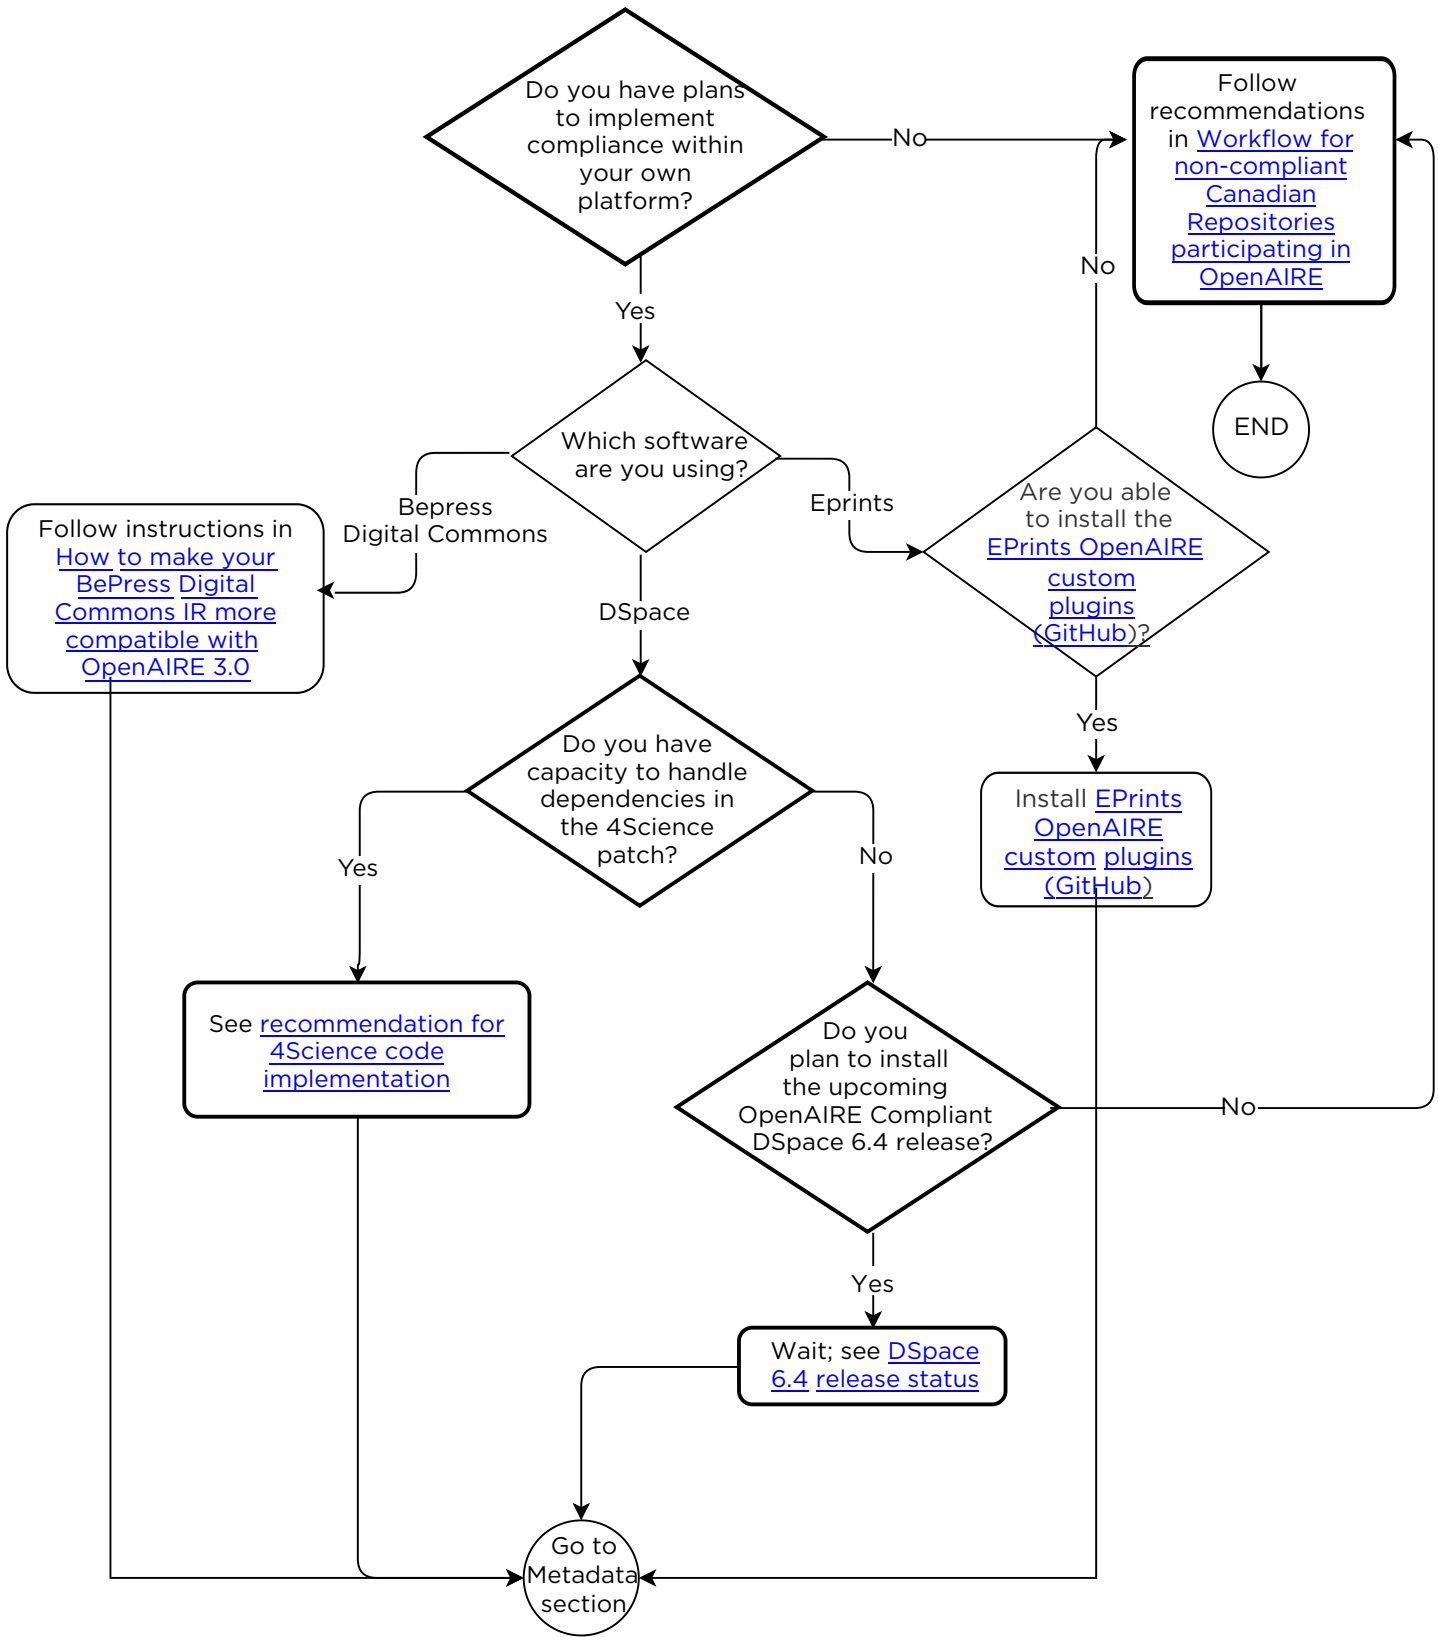 Do you have plans
to implement
compliance within
your own
platform?
No
Follow
recommendations
in Workflow for
non-compliant
Canadian
Repositories
participating in
OpenAIRE
No
Yes
END
Which software
are you using?
Bepress
Digital Commons
Eprints
DSpace
Follow instructions in
How to make your
BePress Digital
Commons IR more
compatible with
OpenAIRE 3.0
Are you able
to install the
EPrints OpenAIRE
custom
plugins
(GitHub)?
Yes
Do you have
capacity to handle
dependencies in
the 4Science
patch?
Yes
No
Install EPrints
OpenAIRE
custom plugins
(GitHub)
See recommendation for
4Science code
implementation
Do you
plan to install
the upcoming
OpenAIRE Compliant
DSpace 6.4 release?
No
Yes
Wait; see DSpace
6.4 release status
Go to
Metadata
section